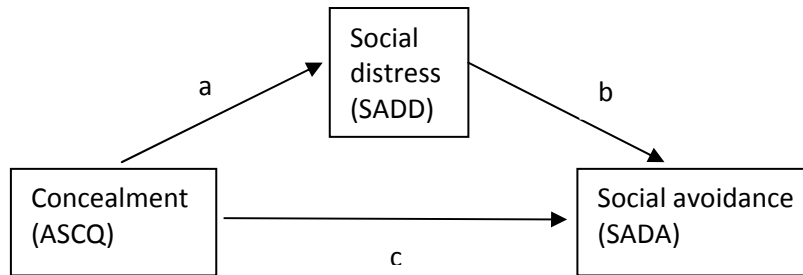 Social
distress
(SADD)
a
b
Concealment
(ASCQ)
Social avoidance
(SADA)
c